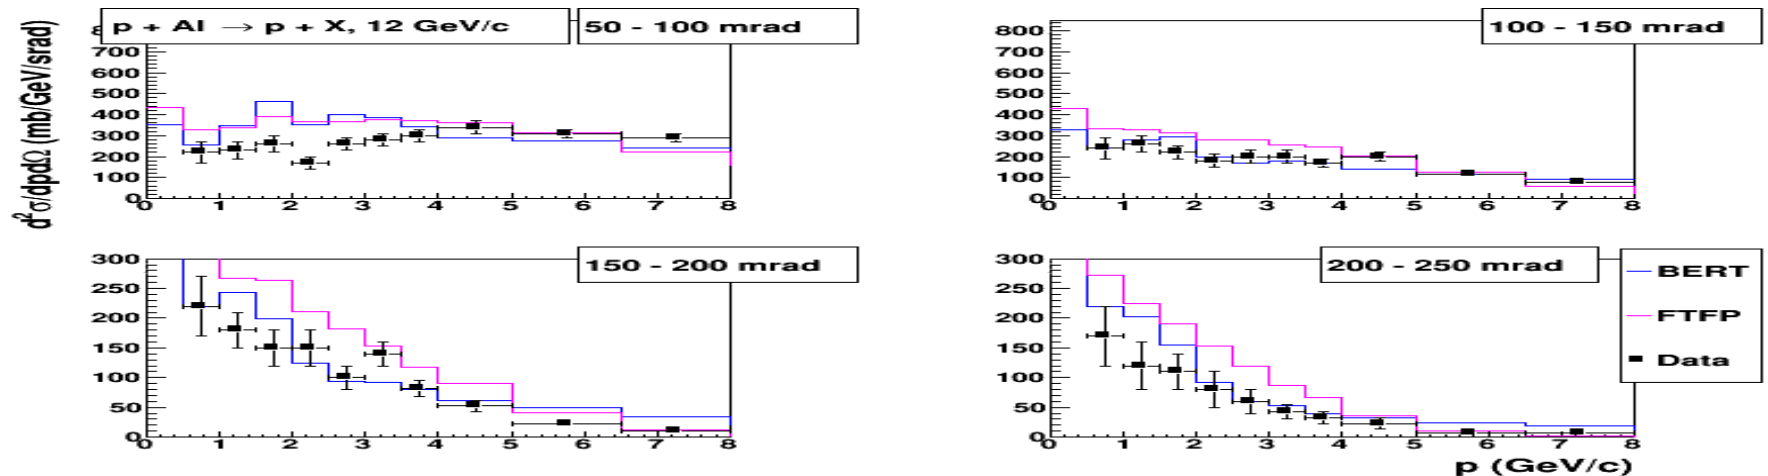 d²σ/dpdΩ (mb/GeV/srad)
p + Al → p + X, 12 GeV/c
50 - 100 mrad
700
600
500
400
300
200
100
0
0 1 2 3 4 5 6 7 8
100 - 150 mrad
800
700
600
500
400
300
200
100
0
0 1 2 3 4 5 6 7 8
150 - 200 mrad
300
250
200
150
100
50
0
0 1 2 3 4 5 6 7 8
200 - 250 mrad
300
250
200
150
100
50
0
0 1 2 3 4 5 6 7 8
BERT
FTFP
Data
p (GeV/c)